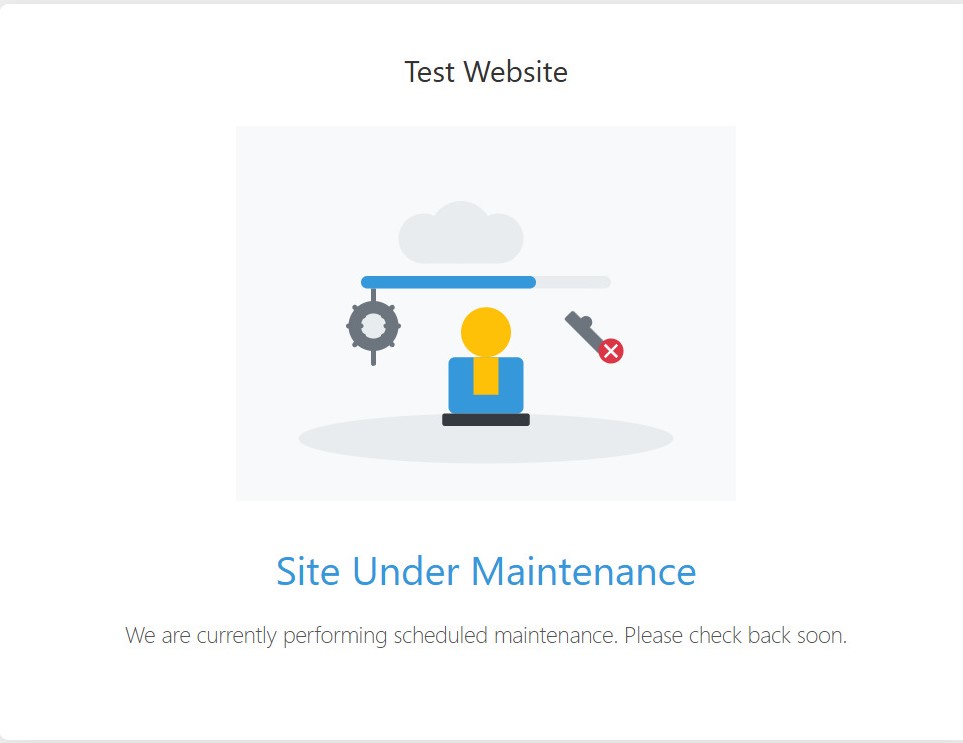 Test Website
Site Under Maintenance
We are currently performing scheduled maintenance. Please check back soon.